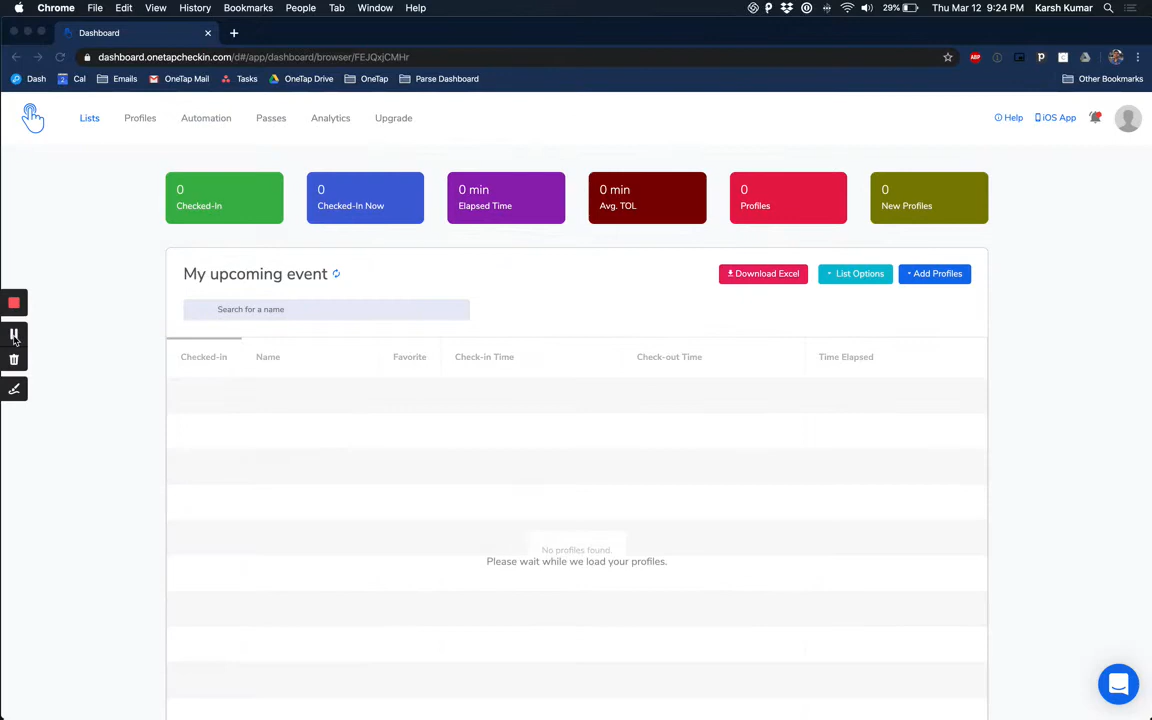 Chrome File Edit View History Bookmarks People Tab Window Help 29% Thu Mar 12 9:24 PM Karsh Kumar
Dashboard
dashboard.onetapcheckin.com/d#/app/dashboard/browser/FEJQxjCMHr
Dash Cal Emails OneTap Mail Tasks OneTap Drive OneTap Parse Dashboard Other Bookmarks
Lists Profiles Automation Passes Analytics Upgrade Help iOS App
0 0 0 min 0 min 0 0
Checked-In Checked-In Now Elapsed Time Avg. TOL Profiles New Profiles
My upcoming event Download Excel List Options Add Profiles
Search for a name
Checked-in Name Favorite Check-in Time Check-out Time Time Elapsed
No profiles found.
Please wait while we load your profiles.